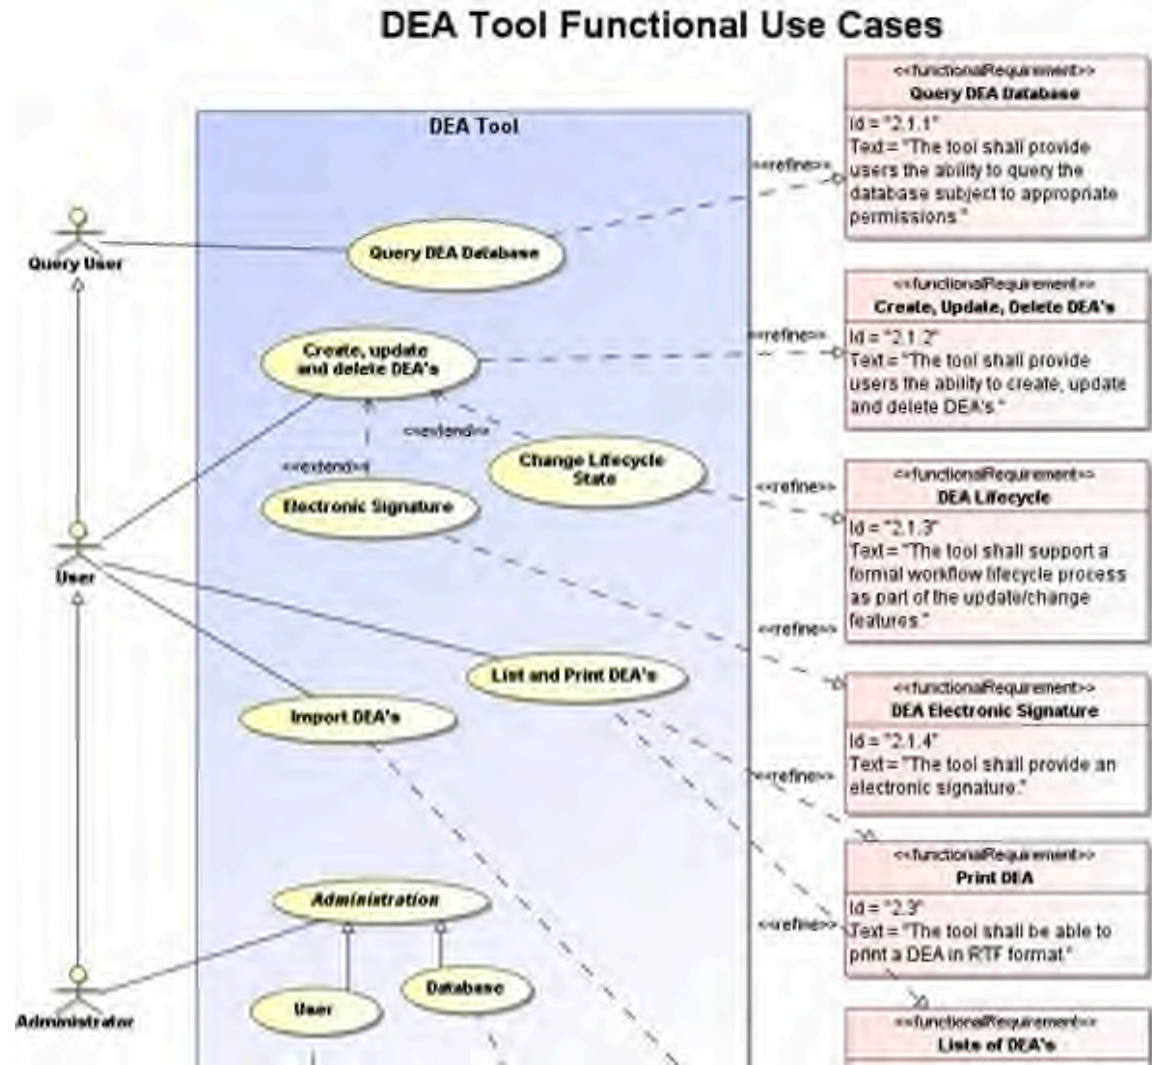 DEA Tool Functional Use Cases
DEA Tool
Query User
User
Administrator
Query DEA Database
Create, update
and delete DEA's
<<extend>>
<<extend>>
Change Lifecycle
State
Electronic Signature
List and Print DEA's
Import DEA's
Administration
Database
User
<<refine>>
<<refine>>
<<refine>>
<<refine>>
<<refine>>
<<refine>>
<<functionalRequirement>>
Query DEA Database
Id = "2.1.1"
Text = "The tool shall provide
users the ability to query the
database subject to appropriate
permissions."
<<functionalRequirement>>
Create, Update, Delete DEA's
Id = "2.1.2"
Text = "The tool shall provide
users the ability to create, update
and delete DEA's."
<<functionalRequirement>>
DEA Lifecycle
Id = "2.1.3"
Text = "The tool shall support a
formal workflow lifecycle process
as part of the update/change
features."
<<functionalRequirement>>
DEA Electronic Signature
Id = "2.1.4"
Text = "The tool shall provide an
electronic signature."
<<functionalRequirement>>
Print DEA
Id = "2.3"
Text = "The tool shall be able to
print a DEA in RTF format"
<<functionalRequirement>>
Lists of DEA's